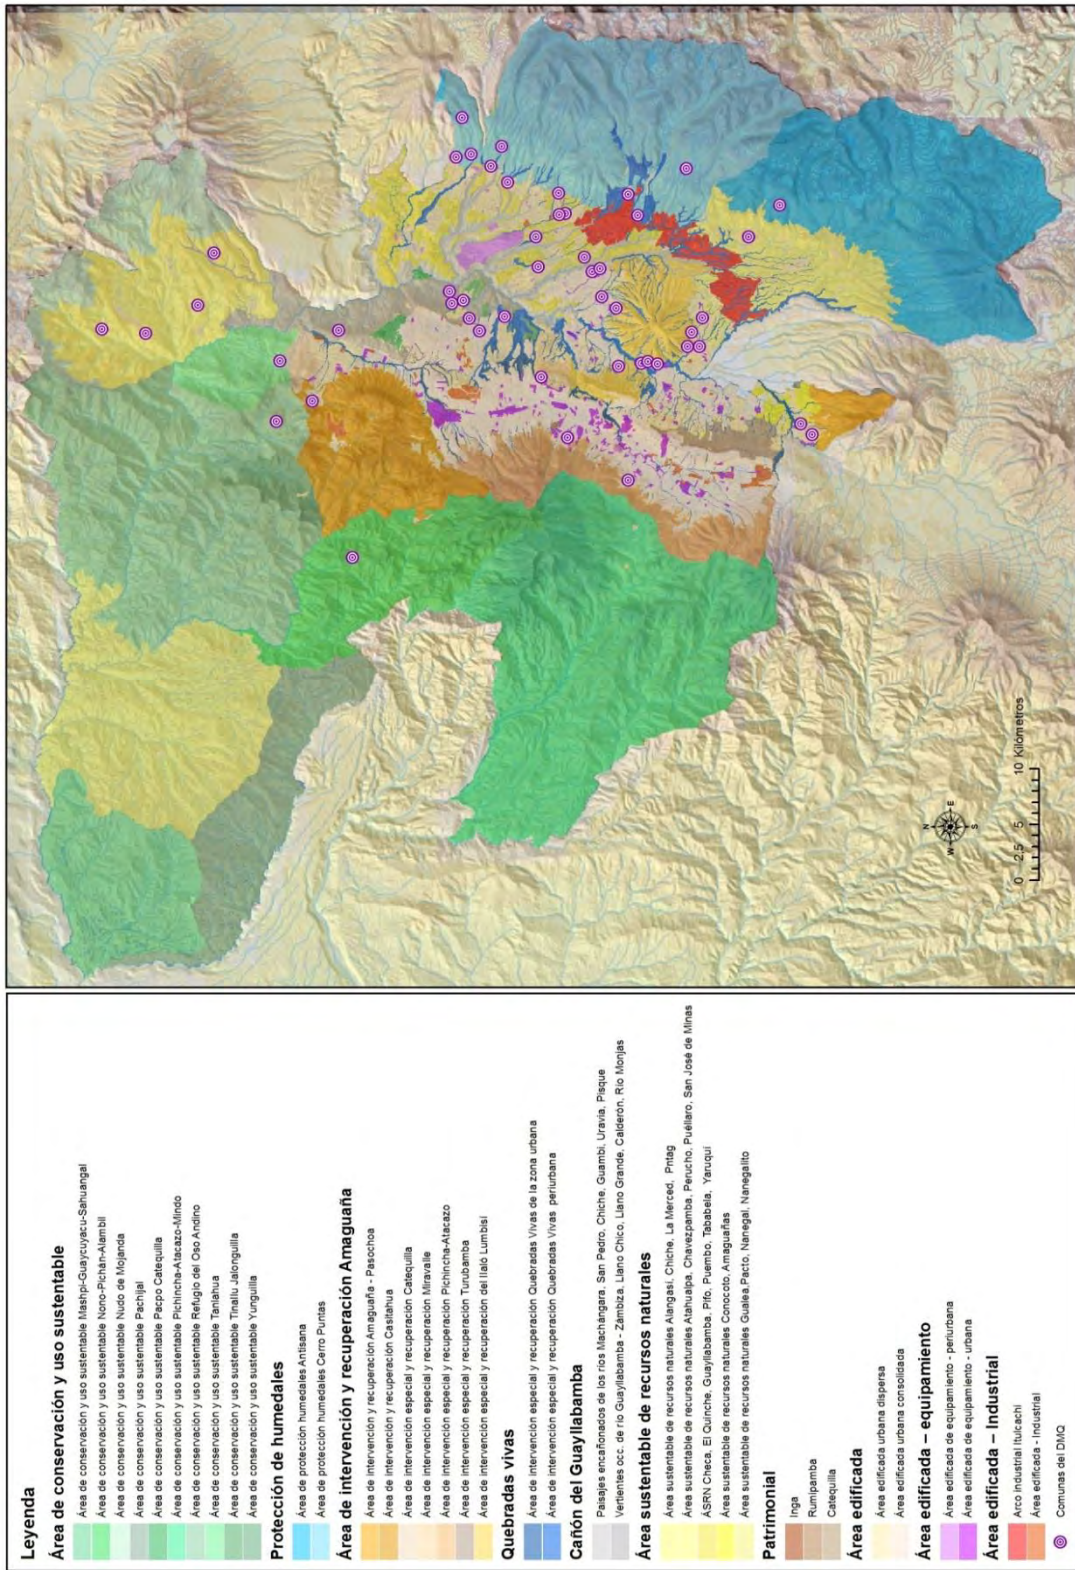 Leyenda
Área de conservación y uso sustentable
Área de conservación y uso sustentable Mashpi-Guaycuyacu-Sahuangal
Área de conservación y uso sustentable Nono-Pichán-Alambil
Área de conservación y uso sustentable Nudo de Mojanda
Área de conservación y uso sustentable Pachijal
Área de conservación y uso sustentable Pacpo Catequilla
Área de conservación y uso sustentable Pichincha-Atacazo-Mindo
Área de conservación y uso sustentable Refugio del Oso Andino
Área de conservación y uso sustentable Tanlahua
Área de conservación y uso sustentable Tinallu Jalonguilla
Área de conservación y uso sustentable Yunguilla
Protección de humedales
Área de protección humedales Antisana
Área de protección humedales Cerro Puntas
Área de intervención y recuperación Amaguaña
Área de intervención y recuperación Amaguaña - Pasochoa
Área de intervención y recuperación Casitahua
Área de intervención especial y recuperación Catequilla
Área de intervención especial y recuperación Miravalle
Área de intervención especial y recuperación Pichincha-Atacazo
Área de intervención especial y recuperación Turubamba
Área de intervención especial y recuperación del Ilaló Lumbisí
Quebradas vivas
Área de intervención especial y recuperación Quebradas Vivas de la zona urbana
Área de intervención especial y recuperación Quebradas Vivas periurbana
Cañón del Guayllabamba
Paisajes encañonados de los ríos Machángara, San Pedro, Chiche, Guambi, Uravia, Pisque
Vertientes occ. de río Guayllabamba - Zámbiza, Llano Chico, Llano Grande, Calderón, Río Monjas
Área sustentable de recursos naturales
Área sustentable de recursos naturales Alangasí, Chiche, La Merced, Pntag
Área sustentable de recursos naturales Atahualpa, Chavezpamba, Perucho, Puéllaro, San José de Minas
ASRN Checa, El Quinche, Guayllabamba, Pifo, Puembo, Tababela, Yaruquí
Área sustentable de recursos naturales Conocoto, Amaguañas
Área sustentable de recursos naturales Gualea,Pacto, Nanegal, Nanegalito
Patrimonial
Inga
Rumipamba
Catequilla
Área edificada
Área edificada urbana dispersa
Área edificada urbana consolidada
Área edificada – equipamiento
Área edificada de equipamiento - periurbana
Área edificada de equipamiento - urbana
Área edificada – Industrial
Arco Industrial Itulcachi
Área edificada - Industrial
Comunas del DMQ
N
W E
S
0 2,5 5 10 Kilómetros